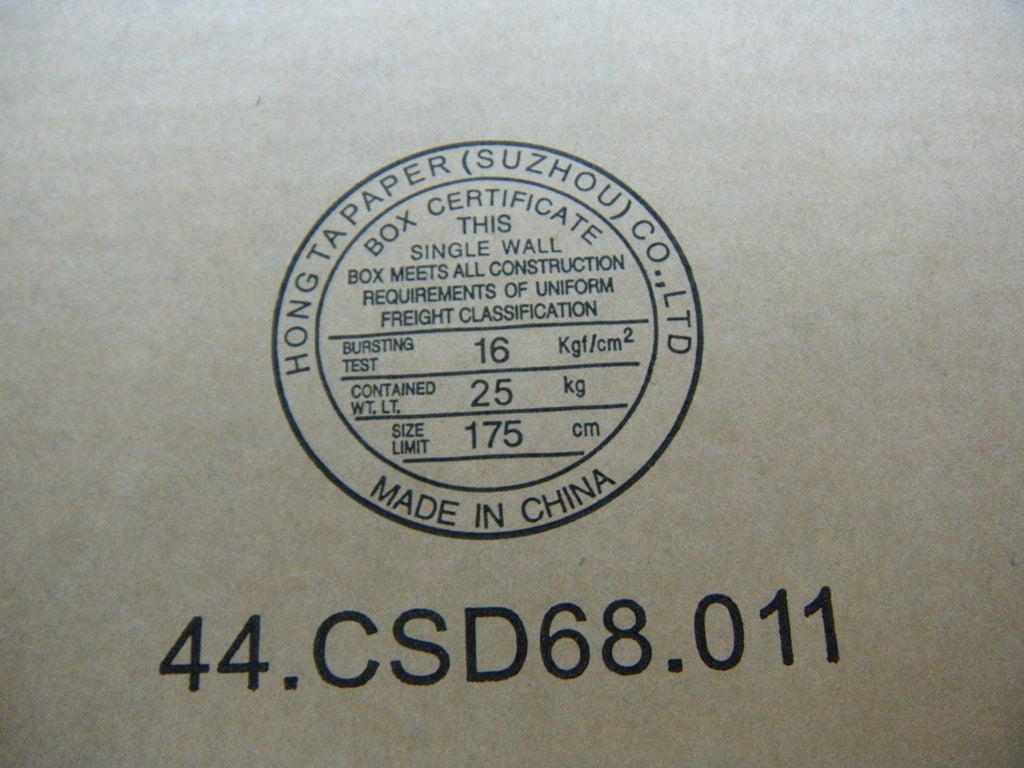 HONG TA PAPER (SUZHOU) CO.,LTD
BOX CERTIFICATE
THIS
SINGLE WALL
BOX MEETS ALL CONSTRUCTION
REQUIREMENTS OF UNIFORM
FREIGHT CLASSIFICATION
BURSTING TEST 16 Kgf/cm²
CONTAINED WT. LT. 25 kg
SIZE LIMIT 175 cm
MADE IN CHINA
44.CSD68.011